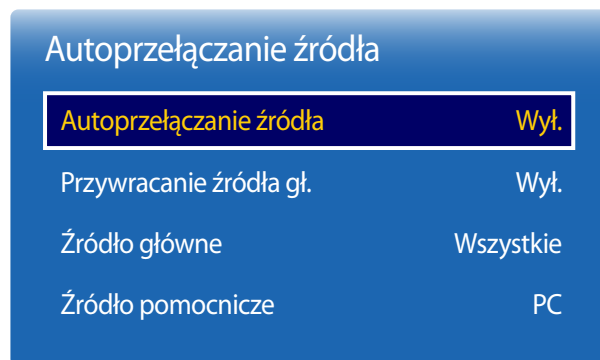 Autoprzełączanie źródła
Autoprzełączanie źródła Wył.
Przywracanie źródła gł. Wył.
Źródło główne Wszystkie
Źródło pomocnicze PC